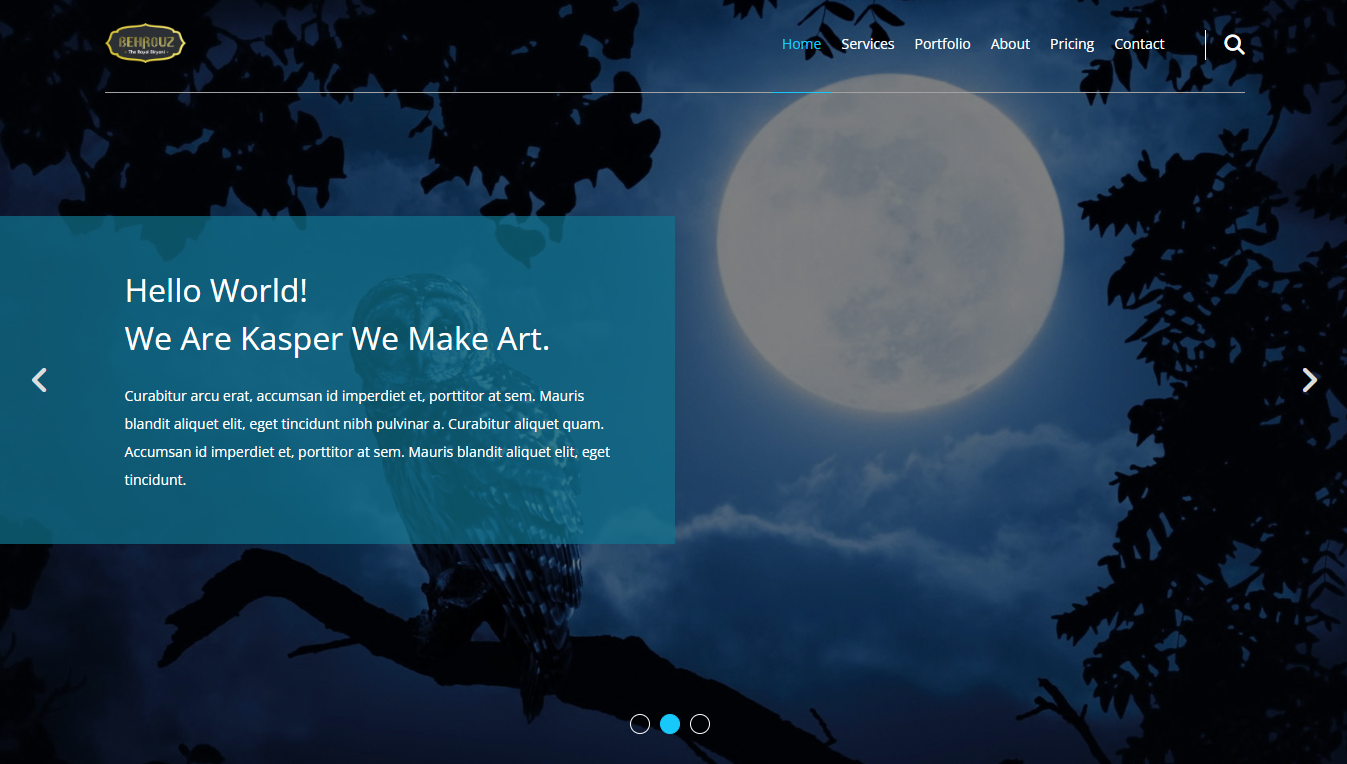 BEHROUZ
The Royal Biryani
Home Services Portfolio About Pricing Contact
Hello World!
We Are Kasper We Make Art.
Curabitur arcu erat, accumsan id imperdiet et, porttitor at sem. Mauris
blandit aliquet elit, eget tincidunt nibh pulvinar a. Curabitur aliquet quam.
Accumsan id imperdiet et, porttitor at sem. Mauris blandit aliquet elit, eget
tincidunt.